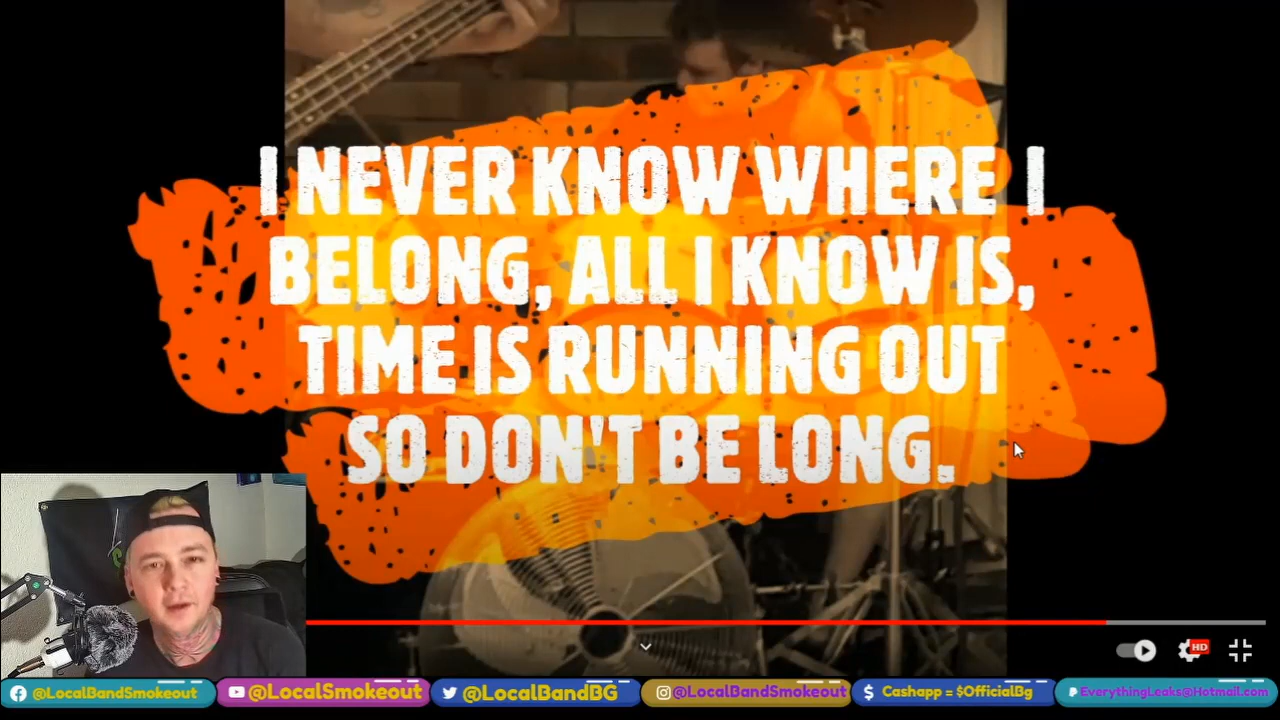 I NEVER KNOW WHERE I
BELONG, ALL I KNOW IS,
TIME IS RUNNING OUT
SO DON'T BE LONG.
HD
@LocalBandSmokeout
@LocalSmokeout
@LocalBandBG
@LocalBandSmokeout
$ Cashapp = $OfficialBg
EverythingLeaks@Hotmail.com